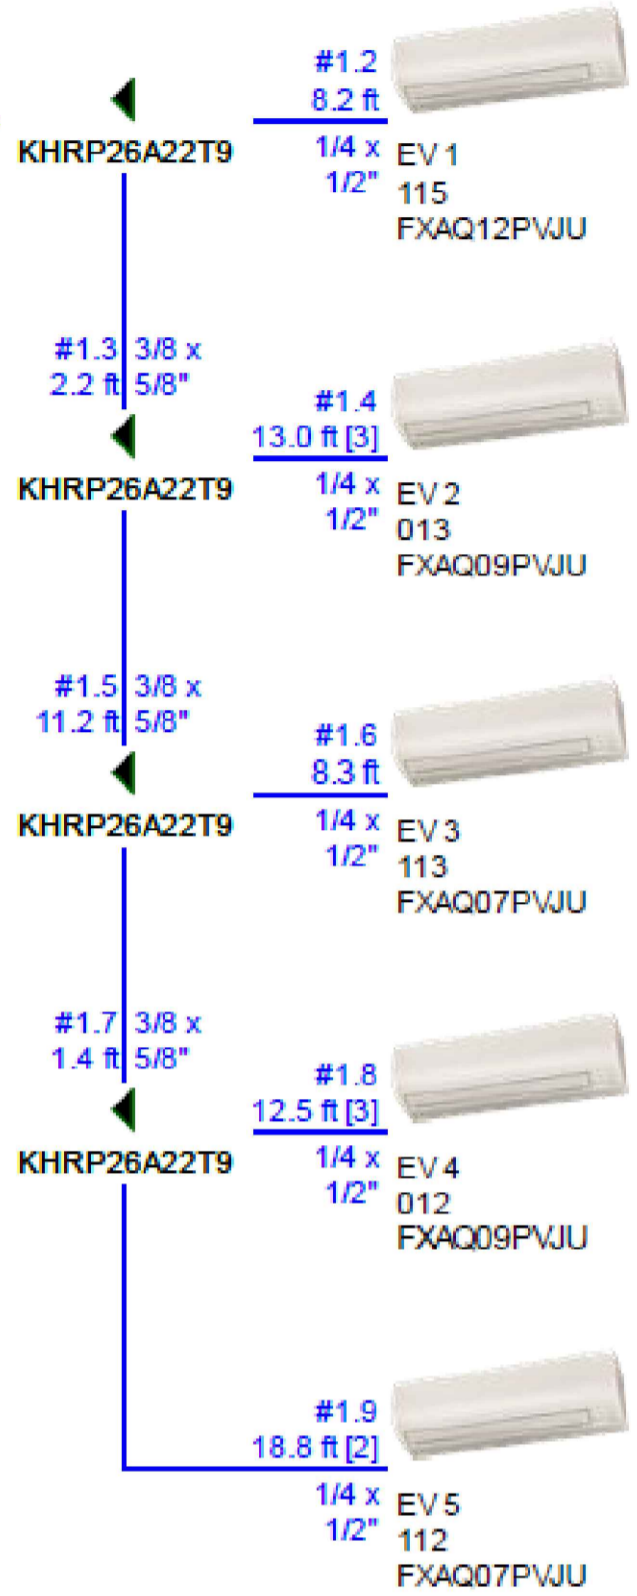 #1.2
8.2 ft
KHRP26A22T9
1/4 x
1/2"
EV 1
115
FXAQ12PVJU
#1.3 3/8 x
2.2 ft 5/8"
#1.4
13.0 ft [3]
KHRP26A22T9
1/4 x
1/2"
EV 2
013
FXAQ09PVJU
#1.5 3/8 x
11.2 ft 5/8"
#1.6
8.3 ft
KHRP26A22T9
1/4 x
1/2"
EV 3
113
FXAQ07PVJU
#1.7 3/8 x
1.4 ft 5/8"
#1.8
12.5 ft [3]
KHRP26A22T9
1/4 x
1/2"
EV 4
012
FXAQ09PVJU
#1.9
18.8 ft [2]
1/4 x
1/2"
EV 5
112
FXAQ07PVJU